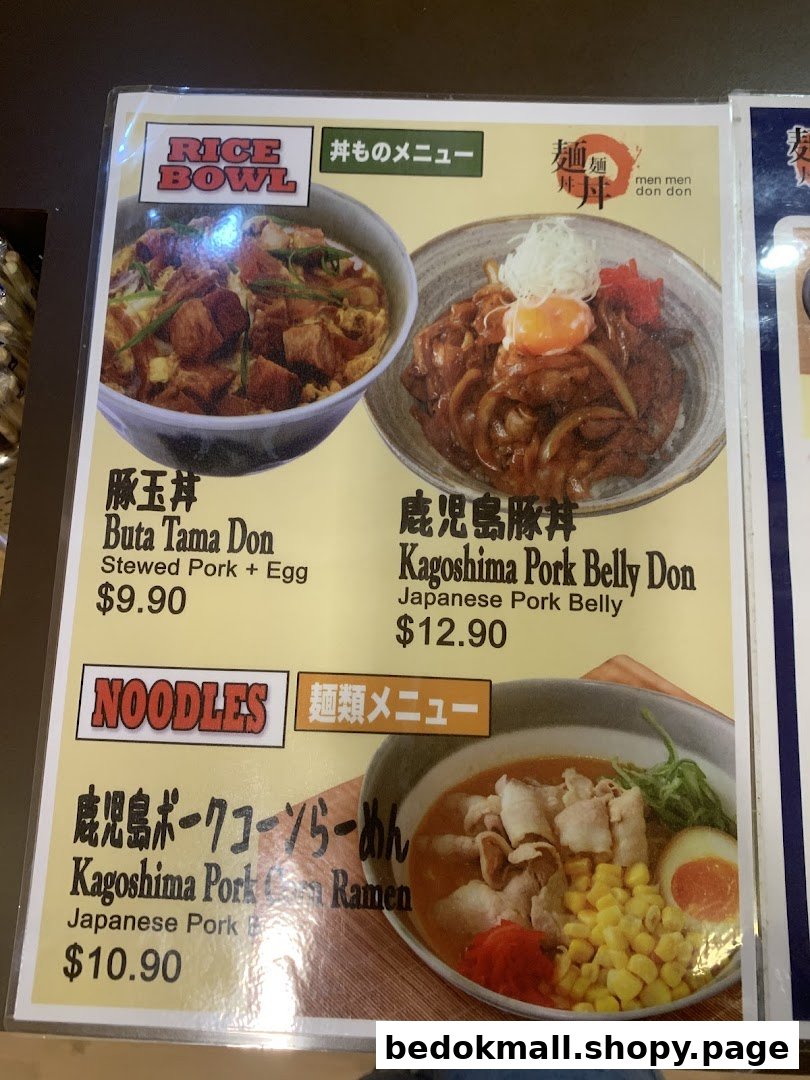 RICE
BOWL
丼ものメニュー
麺 麺
丼 丼
men men
don don
豚玉丼
Buta Tama Don
Stewed Pork + Egg
$9.90
鹿児島豚丼
Kagoshima Pork Belly Don
Japanese Pork Belly
$12.90
NOODLES
麺類メニュー
鹿児島ポークコーンらーめん
Kagoshima Pork Corn Ramen
Japanese Pork
$10.90
bedokmall.shopy.page